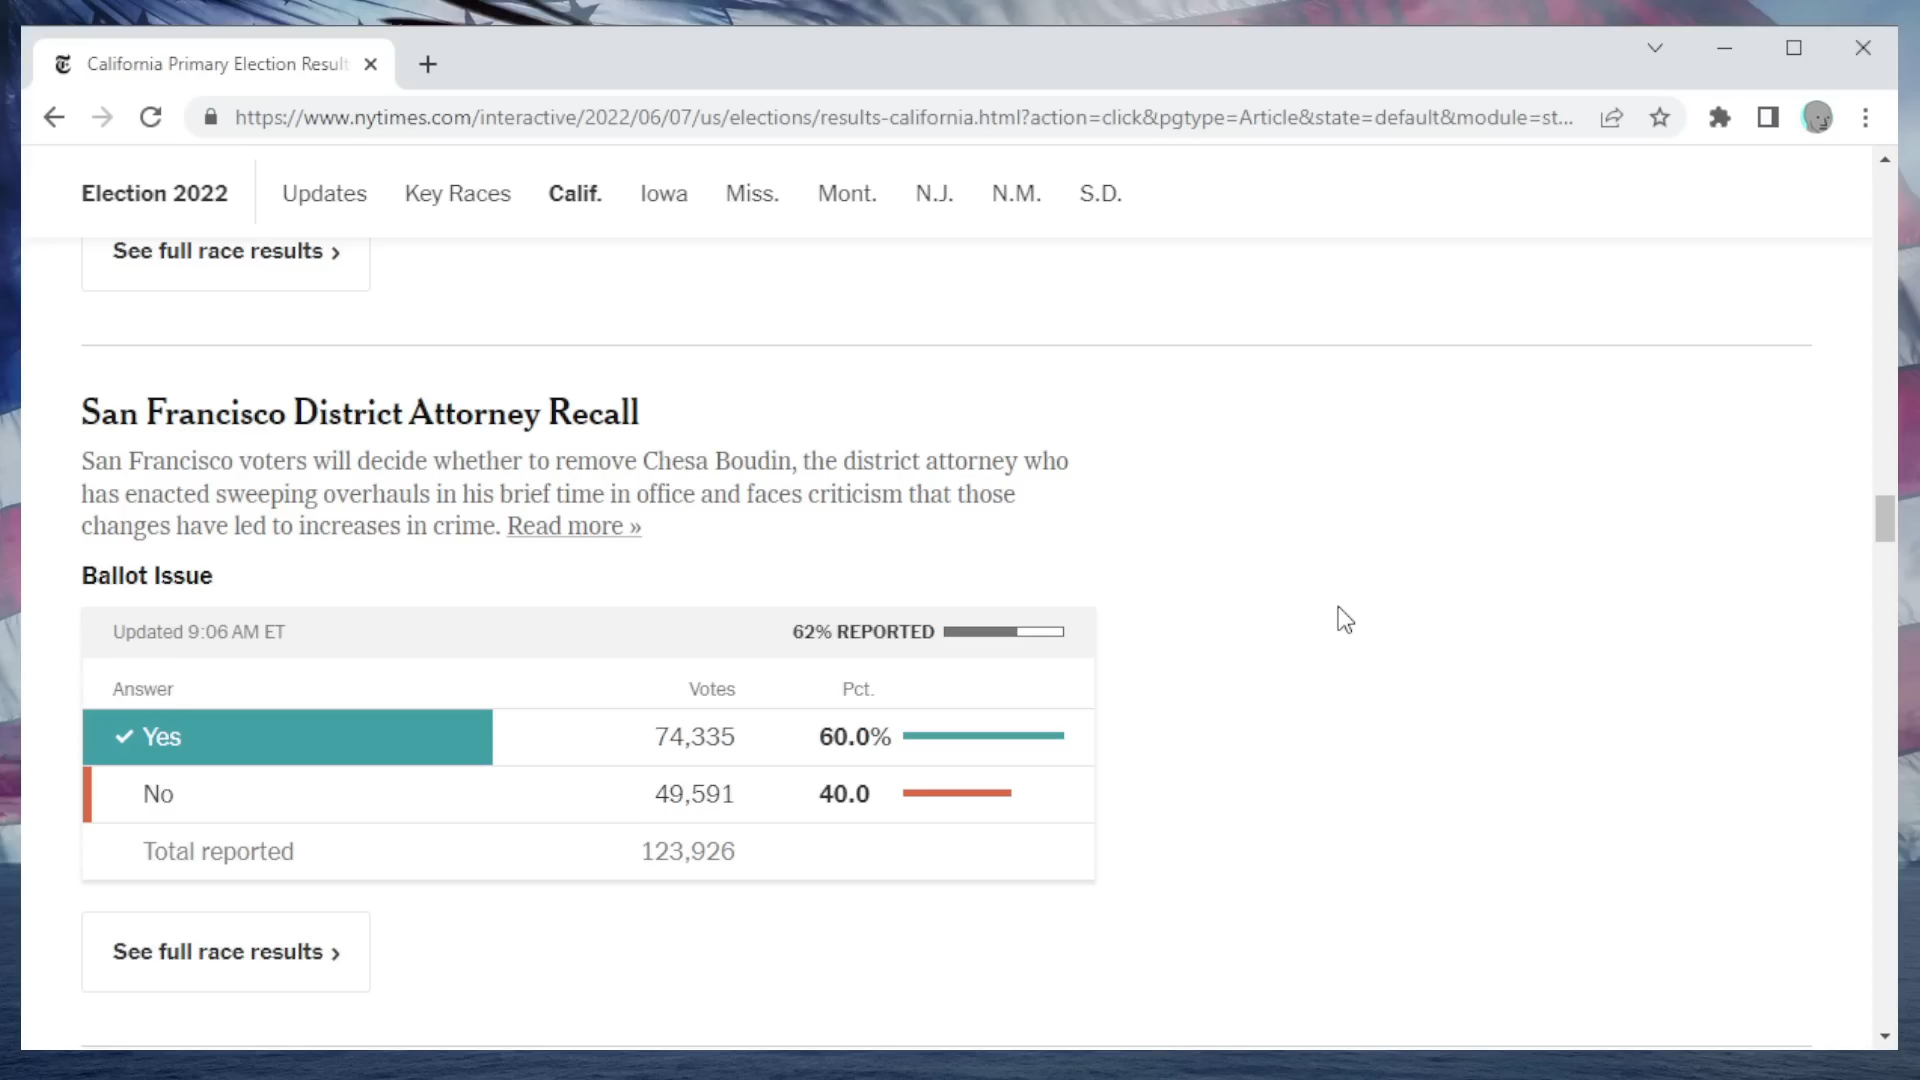 California Primary Election Result
https://www.nytimes.com/interactive/2022/06/07/us/elections/results-california.html?action=click&pgtype=Article&state=default&module=st...
Election 2022 Updates Key Races Calif. Iowa Miss. Mont. N.J. N.M. S.D.
See full race results ›
San Francisco District Attorney Recall
San Francisco voters will decide whether to remove Chesa Boudin, the district attorney who
has enacted sweeping overhauls in his brief time in office and faces criticism that those
changes have led to increases in crime. Read more »
Ballot Issue
Updated 9:06 AM ET 62% REPORTED
Answer Votes Pct.
✓ Yes 74,335 60.0%
No 49,591 40.0
Total reported 123,926
See full race results ›